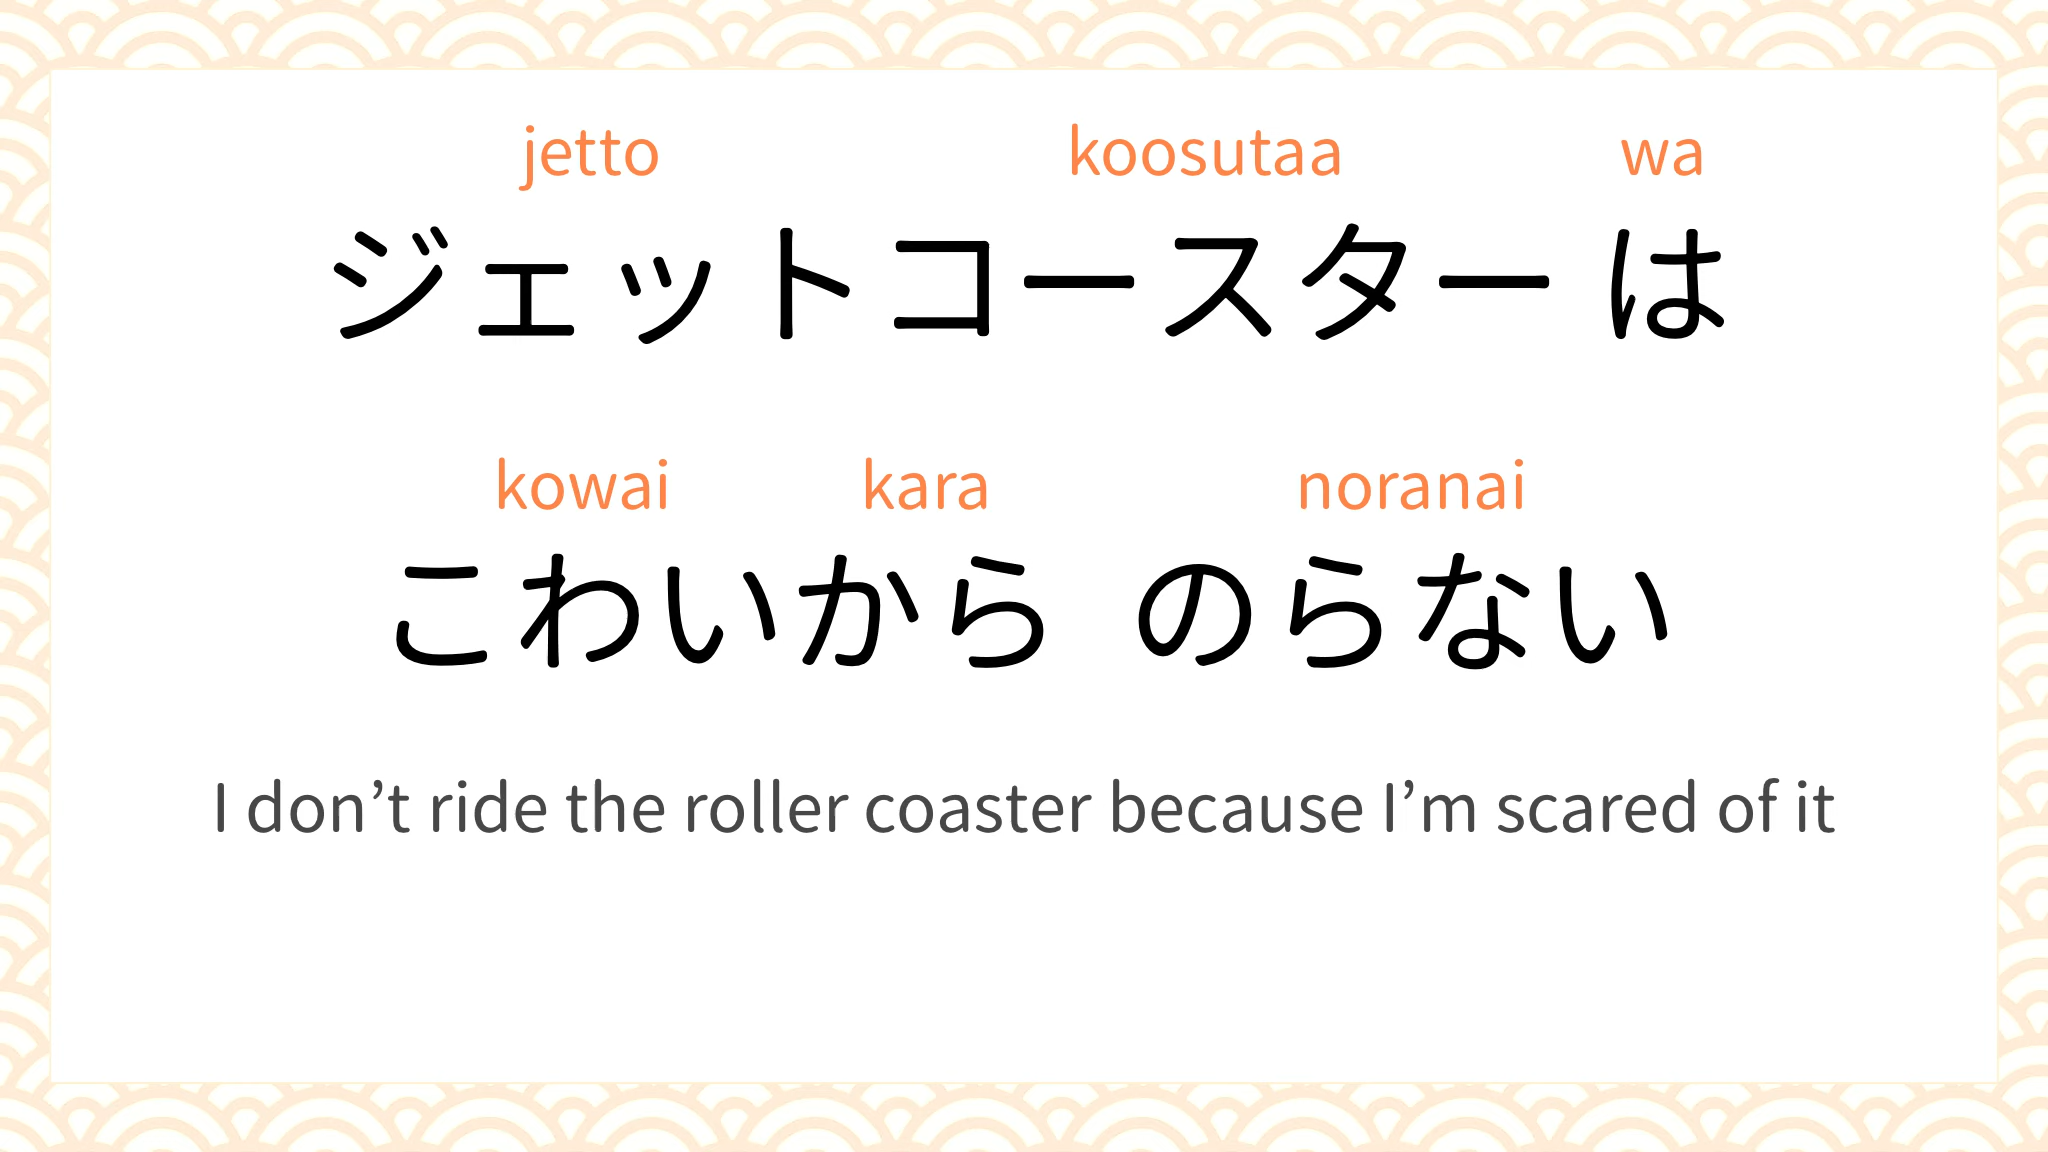 jetto koosutaa wa
ジェットコースター は
kowai kara noranai
こわいから のらない
I don’t ride the roller coaster because I’m scared of it